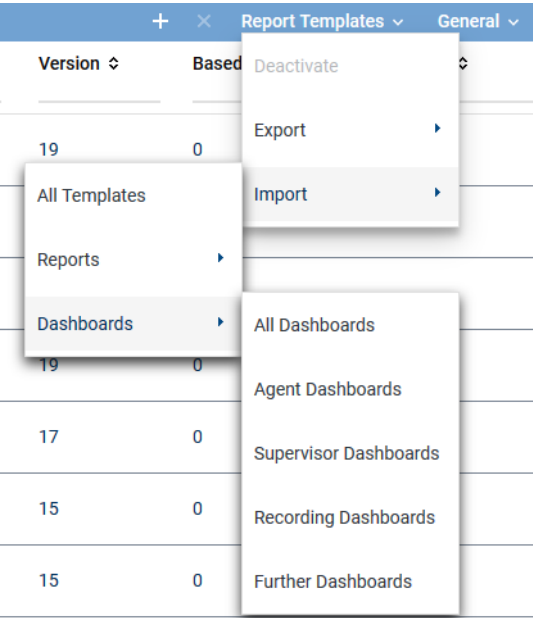 + × Report Templates General
Version Based
Deactivate
Export
19 0
All Templates Import
Reports
Dashboards All Dashboards
19 0
Agent Dashboards
17 0
Supervisor Dashboards
15 0 Recording Dashboards
15 0 Further Dashboards